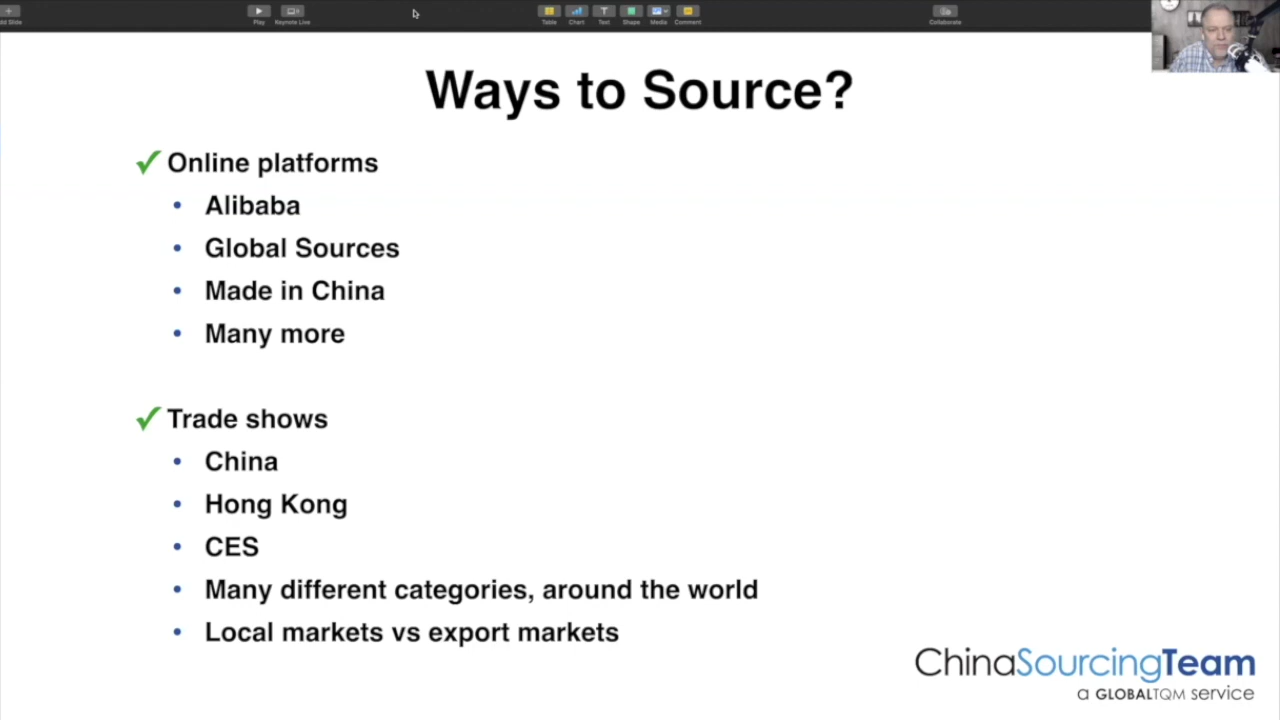 dd Slide
Play
Keynote Live
Table
Chart
Text
Shape
Media
Comment
Collaborate
Ways to Source?
Online platforms
Alibaba
Global Sources
Made in China
Many more
Trade shows
China
Hong Kong
CES
Many different categories, around the world
Local markets vs export markets
ChinaSourcingTeam
a GLOBALTQM service